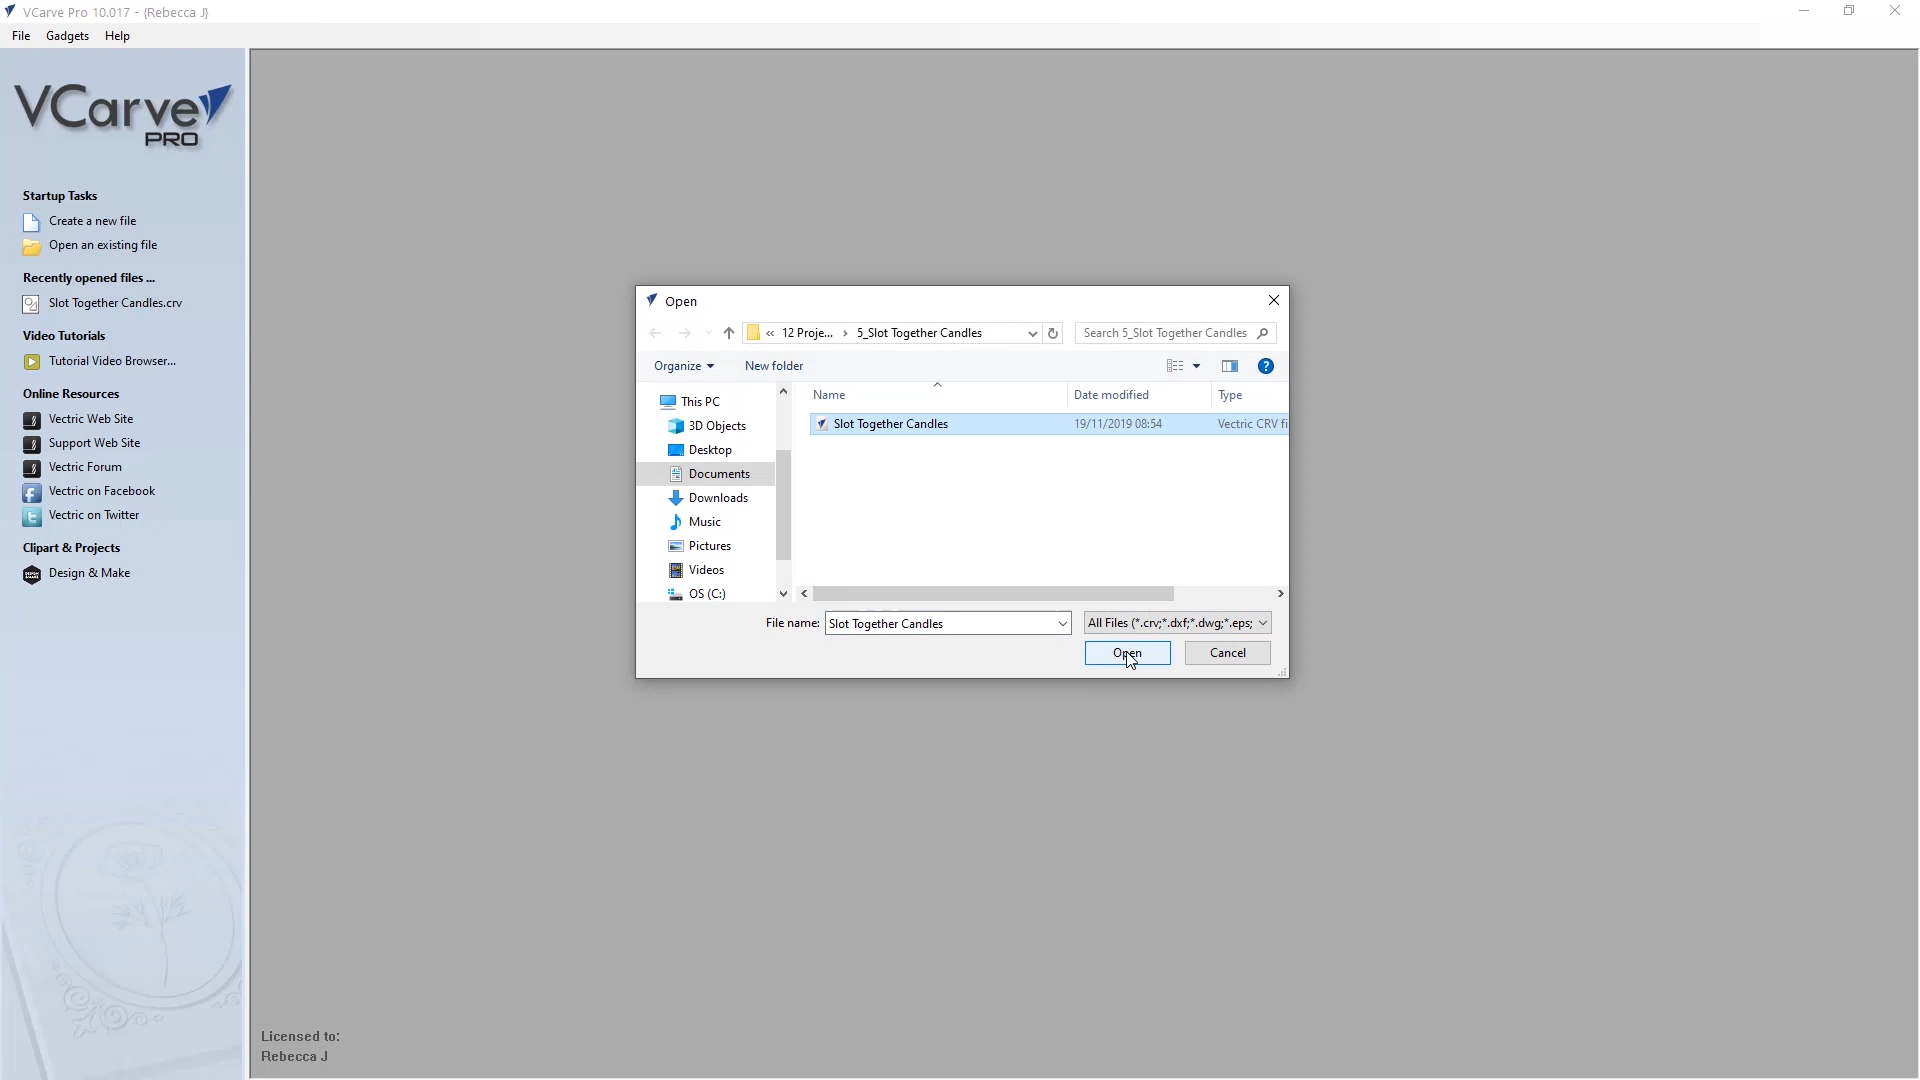 VCarve Pro 10.017 - {Rebecca J}
File Gadgets Help
VCarve
PRO
Startup Tasks
Create a new file
Open an existing file
Recently opened files ...
Slot Together Candles.crv
Video Tutorials
Tutorial Video Browser...
Online Resources
Vectric Web Site
Support Web Site
Vectric Forum
Vectric on Facebook
Vectric on Twitter
Clipart & Projects
Design & Make
Open
« 12 Proje... › 5_Slot Together Candles
Search 5_Slot Together Candles
Organize New folder
Name Date modified Type
This PC
3D Objects
Desktop
Documents
Downloads
Music
Pictures
Videos
OS (C:)
Slot Together Candles 19/11/2019 08:54 Vectric CRV fi
File name: Slot Together Candles All Files (*.crv;*.dxf;*.dwg;*.eps;
Open Cancel
Licensed to:
Rebecca J